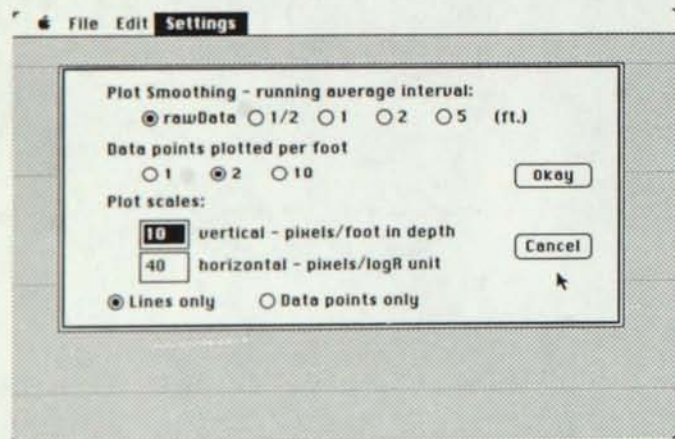 File Edit Settings
Plot Smoothing - running average interval:
rawData 1/2 1 2 5 (ft.)
Data points plotted per foot
1 2 10
Okay
Plot scales:
10 vertical - pixels/foot in depth
Cancel
40 horizontal - pixels/logR unit
Lines only Data points only